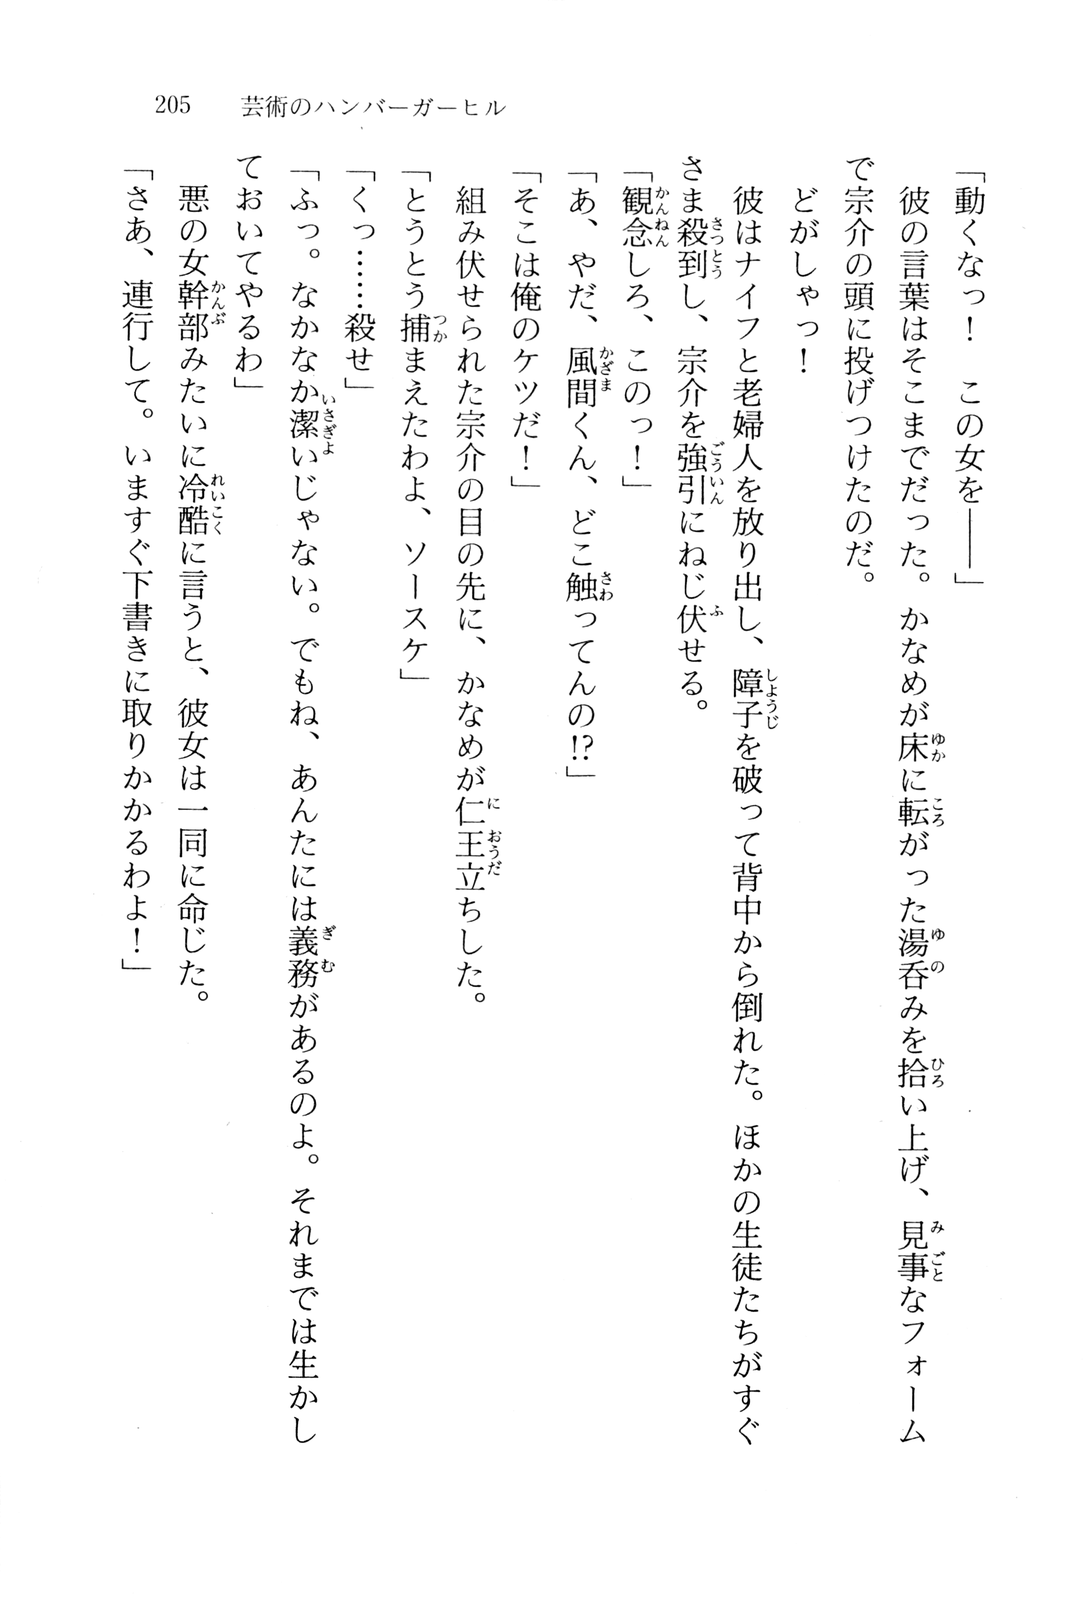 205 芸術のハンバーガーヒル
「動くなっ！　この女を――」
　彼の言葉はそこまでだった。かなめが床に転がった湯呑みを拾い上げ、見事なフォーム
で宗介の頭に投げつけたのだ。
　どがしゃっ！
　彼はナイフと老婦人を放り出し、障子を破って背中から倒れた。ほかの生徒たちがすぐ
さま殺到し、宗介を強引にねじ伏せる。
「観念しろ、このっ！」
「あ、やだ、風間くん、どこ触ってんの!?」
「そこは俺のケツだ！」
　組み伏せられた宗介の目の先に、かなめが仁王立ちした。
「とうとう捕まえたわよ、ソースケ」
「くっ……殺せ」
「ふっ。なかなか潔いじゃない。でもね、あんたには義務があるのよ。それまでは生かし
ておいてやるわ」
　悪の女幹部みたいに冷酷に言うと、彼女は一同に命じた。
「さあ、連行して。いますぐ下書きに取りかかるわよ！」